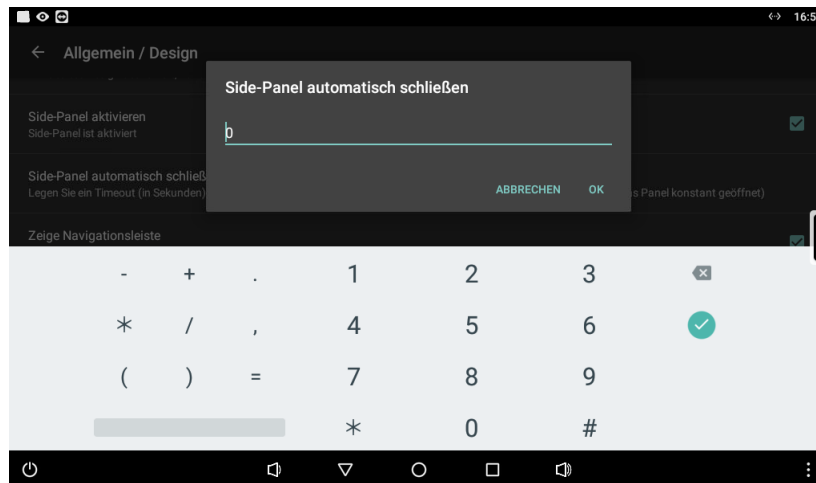 16:5
Allgemein / Design
Side-Panel automatisch schließen
0
ABBRECHEN OK
Side-Panel aktivieren
Side-Panel ist aktiviert
Side-Panel automatisch schließ
Legen Sie ein Timeout (in Sekunden) s Panel konstant geöffnet)
Zeige Navigationsleiste
- + . 1 2 3
* / , 4 5 6
( ) = 7 8 9
* 0 #